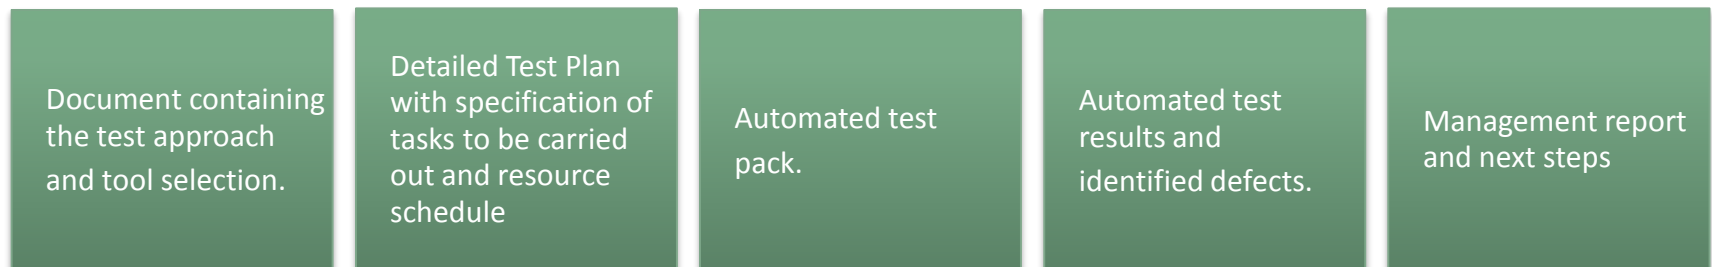 Document containing
the test approach
and tool selection.
Detailed Test Plan
with specification of
tasks to be carried
out and resource
schedule
Automated test
pack.
Automated test
results and
identified defects.
Management report
and next steps